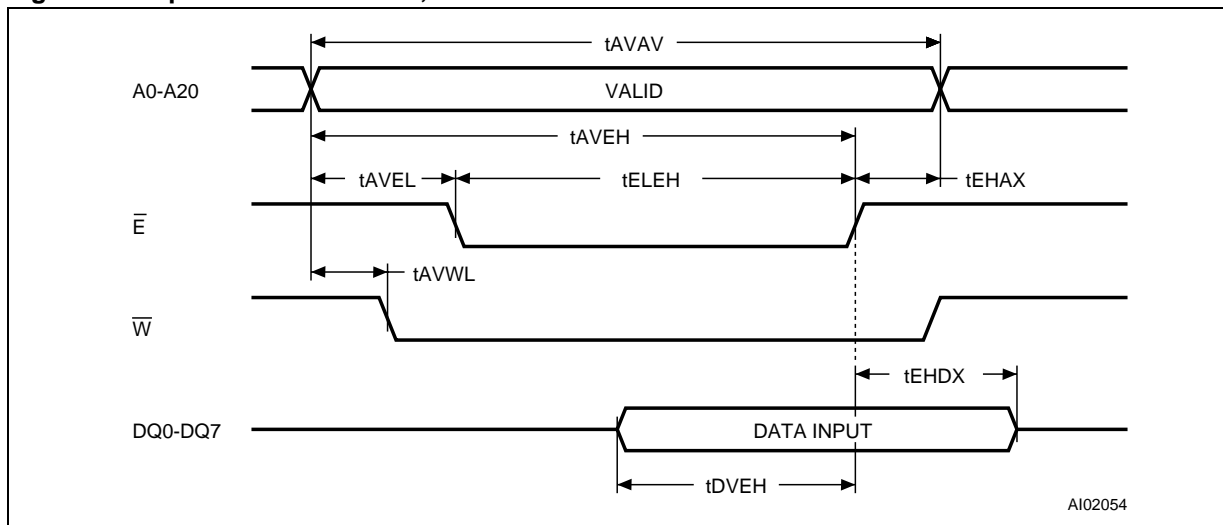 tAVAV
A0-A20
VALID
tAVEH
tAVEL
tELEH
tEHAX
E̅
tAVWL
W̅
tEHDX
DQ0-DQ7
DATA INPUT
tDVEH
AI02054